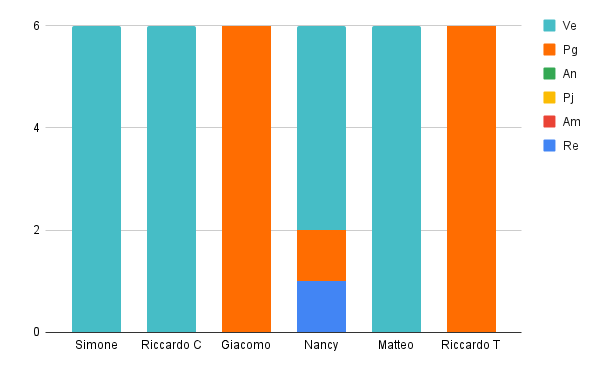 6
4
2
0
Simone
Riccardo C
Giacomo
Nancy
Matteo
Riccardo T
Ve
Pg
An
Pj
Am
Re